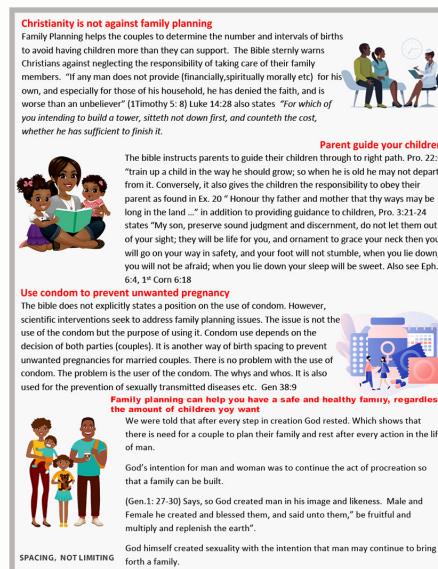 Christianity is not against family planning
Family Planning helps the couples to determine the number and intervals of births
to avoid having children more than they can support. The Bible sternly warns
Christians against neglecting the responsibility of taking care of their family
members. “If any man does not provide (financially,spiritually morally etc) for his
own, and especially for those of his household, he has denied the faith, and is
worse than an unbeliever” (1Timothy 5: 8) Luke 14:28 also states “For which of
you intending to build a tower, sitteth not down first, and counteth the cost,
whether he has sufficient to finish it.
Parent guide your children
The bible instructs parents to guide their children through to right path. Pro. 22:
“train up a child in the way he should grow; so when he is old he may not depart
from it. Conversely, it also gives the children the responsibility to obey their
parent as found in Ex. 20 “ Honour thy father and mother that thy ways may be
long in the land ...” in addition to providing guidance to children, Pro. 3:21-24
states “My son, preserve sound judgment and discernment, do not let them out
of your sight; they will be life for you, and ornament to grace your neck then you
will go on your way in safety, and your foot will not stumble, when you lie down,
you will not be afraid; when you lie down your sleep will be sweet. Also see Eph.
6:4, 1st Corn 6:18
Use condom to prevent unwanted pregnancy
The bible does not explicitly states a position on the use of condom. However,
scientific interventions seek to address family planning issues. The issue is not the
use of the condom but the purpose of using it. Condom use depends on the
decision of both parties (couples). It is another way of birth spacing to prevent
unwanted pregnancies for married couples. There is no problem with the use of
condom. The problem is the user of the condom. The whys and whos. It is also
used for the prevention of sexually transmitted diseases etc. Gen 38:9
Family planning can help you have a safe and healthy family, regardles
the amount of children yoy want
We were told that after every step in creation God rested. Which shows that
there is need for a couple to plan their family and rest after every action in the lif
of man.
God’s intention for man and woman was to continue the act of procreation so
that a family can be built.
(Gen.1: 27-30) Says, so God created man in his image and likeness. Male and
Female he created and blessed them, and said unto them,” be fruitful and
multiply and replenish the earth”.
God himself created sexuality with the intention that man may continue to bring
forth a family.
SPACING, NOT LIMITING